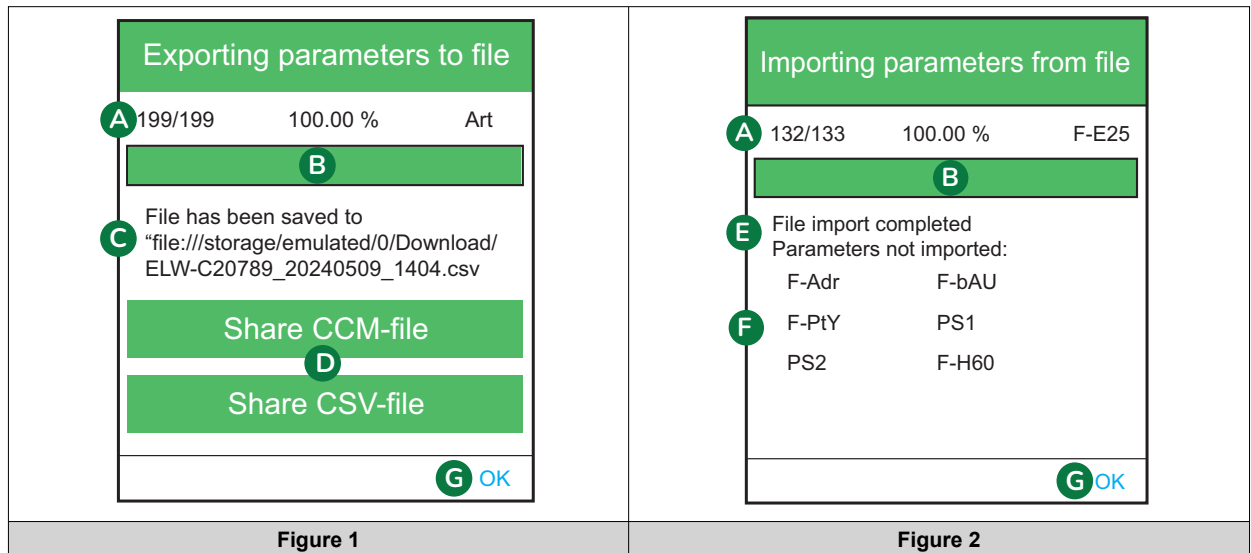 Exporting parameters to file
A 199/199 100.00 % Art
B
File has been saved to
C “file:///storage/emulated/0/Download/
ELW-C20789_20240509_1404.csv
Share CCM-file
D
Share CSV-file
G OK
Figure 1
Importing parameters from file
A 132/133 100.00 % F-E25
B
E File import completed
Parameters not imported:
F-Adr F-bAU
F F-PtY PS1
PS2 F-H60
G OK
Figure 2